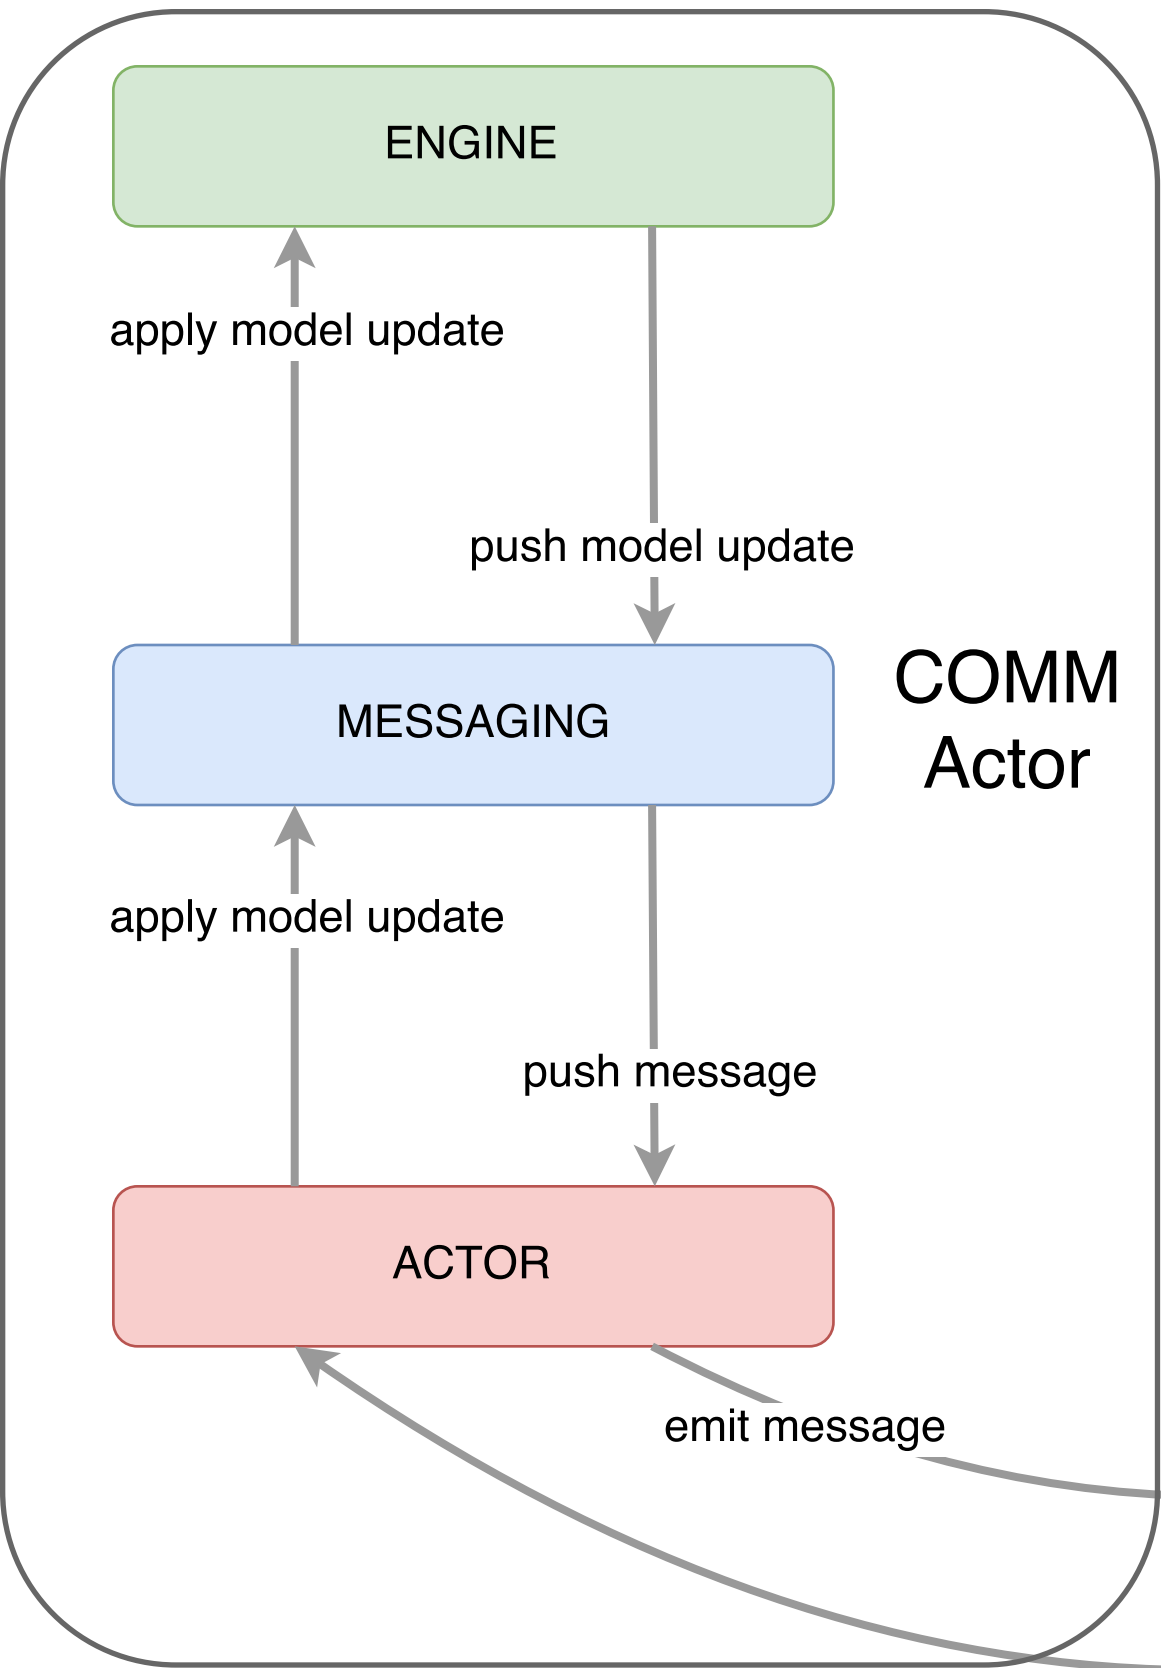 ENGINE
apply model update
push model update
MESSAGING
COMM
Actor
apply model update
push message
ACTOR
emit message